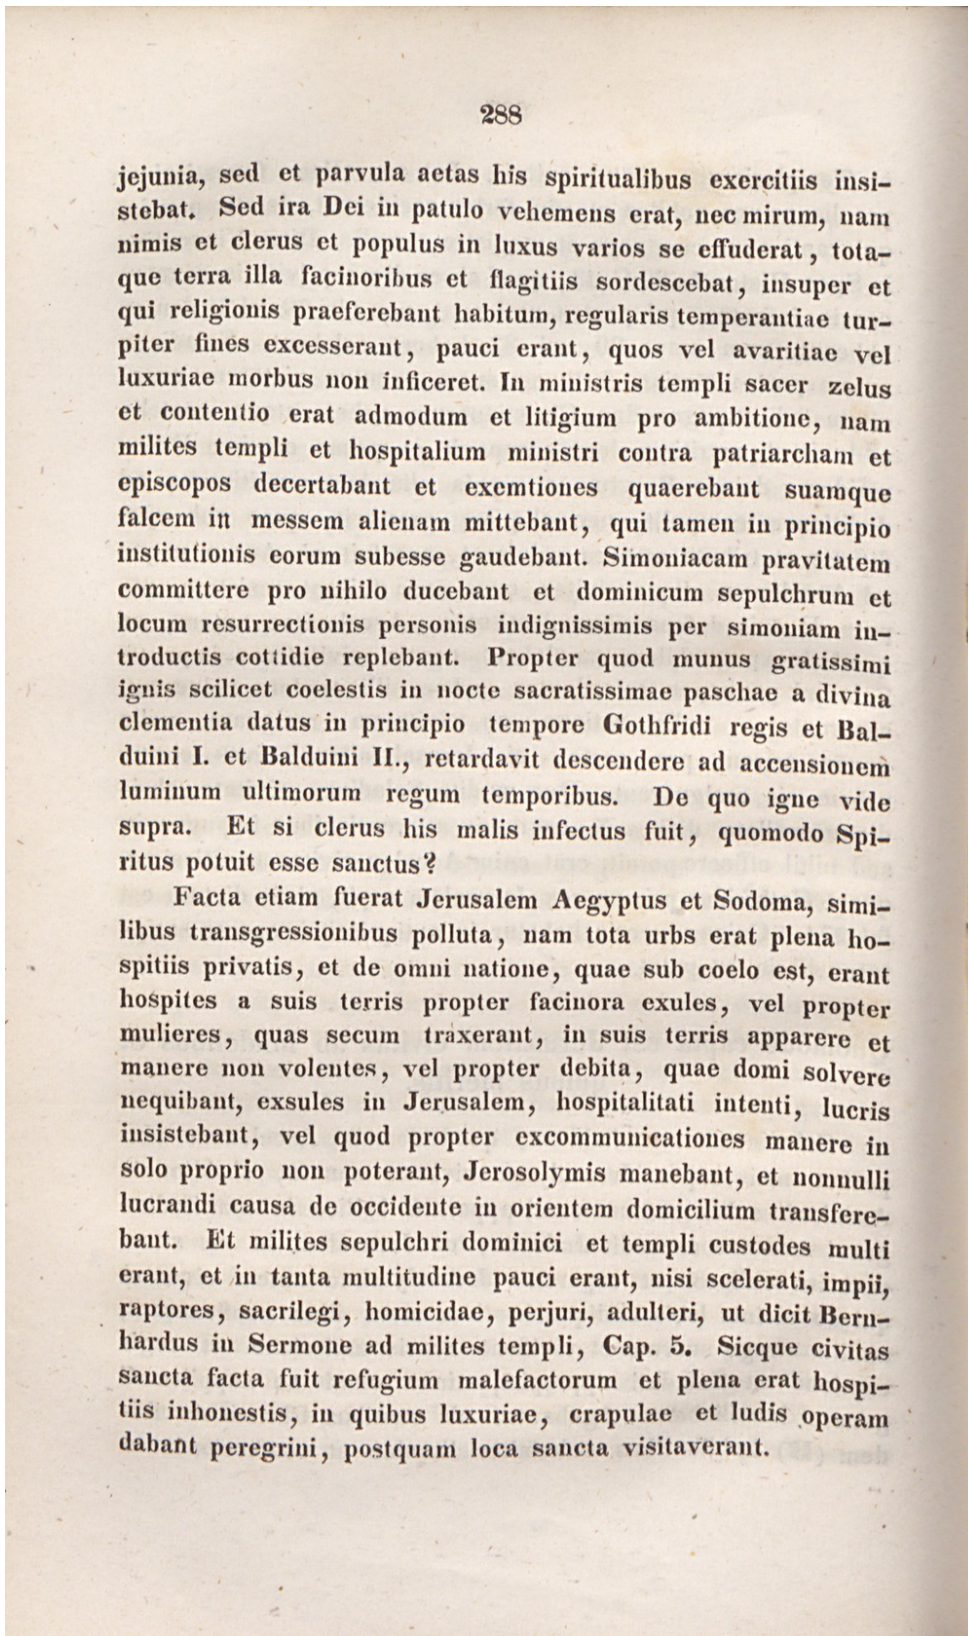 288
jejunia, sed et parvula aetas his spiritualibus exercitiis insi-
stebat. Sed ira Dei in patulo vehemens erat, nec mirum, nam
nimis et clerus et populus in luxus varios se effuderat, tota-
que terra illa facinoribus et flagitiis sordescebat, insuper et
qui religionis praeferebant habitum, regularis temperantiae tur-
piter fines excesserant, pauci erant, quos vel avaritiae vel
luxuriae morbus non inficeret. In ministris templi sacer zelus
et contentio erat admodum et litigium pro ambitione, nam
milites templi et hospitalium ministri contra patriarcham et
episcopos decertabant et exemtiones quaerebant suamque
falcem in messem alienam mittebant, qui tamen in principio
institutionis eorum subesse gaudebant. Simoniacam pravitatem
committere pro nihilo ducebant et dominicum sepulchrum et
locum resurrectionis personis indignissimis per simoniam in-
troductis cottidie replebant. Propter quod munus gratissimi
ignis scilicet coelestis in nocte sacratissimae paschae a divina
clementia datus in principio tempore Gothfridi regis et Bal-
duini I. et Balduini II., retardavit descendere ad accensionem
luminum ultimorum regum temporibus. De quo igne vide
supra. Et si clerus his malis infectus fuit, quomodo Spi-
ritus potuit esse sanctus?
Facta etiam fuerat Jerusalem Aegyptus et Sodoma, simi-
libus transgressionibus polluta, nam tota urbs erat plena ho-
spitiis privatis, et de omni natione, quae sub coelo est, erant
hospites a suis terris propter facinora exules, vel propter
mulieres, quas secum traxerant, in suis terris apparere et
manere non volentes, vel propter debita, quae domi solvere
nequibant, exsules in Jerusalem, hospitalitati intenti, lucris
insistebant, vel quod propter excommunicationes manere in
solo proprio non poterant, Jerosolymis manebant, et nonnulli
lucrandi causa de occidente in orientem domicilium transfere-
bant. Et milites sepulchri dominici et templi custodes multi
erant, et in tanta multitudine pauci erant, nisi scelerati, impii,
raptores, sacrilegi, homicidae, perjuri, adulteri, ut dicit Bern-
hardus in Sermone ad milites templi, Cap. 5. Sicque civitas
sancta facta fuit refugium malefactorum et plena erat hospi-
tiis inhonestis, in quibus luxuriae, crapulae et ludis operam
dabant peregrini, postquam loca sancta visitaverant.